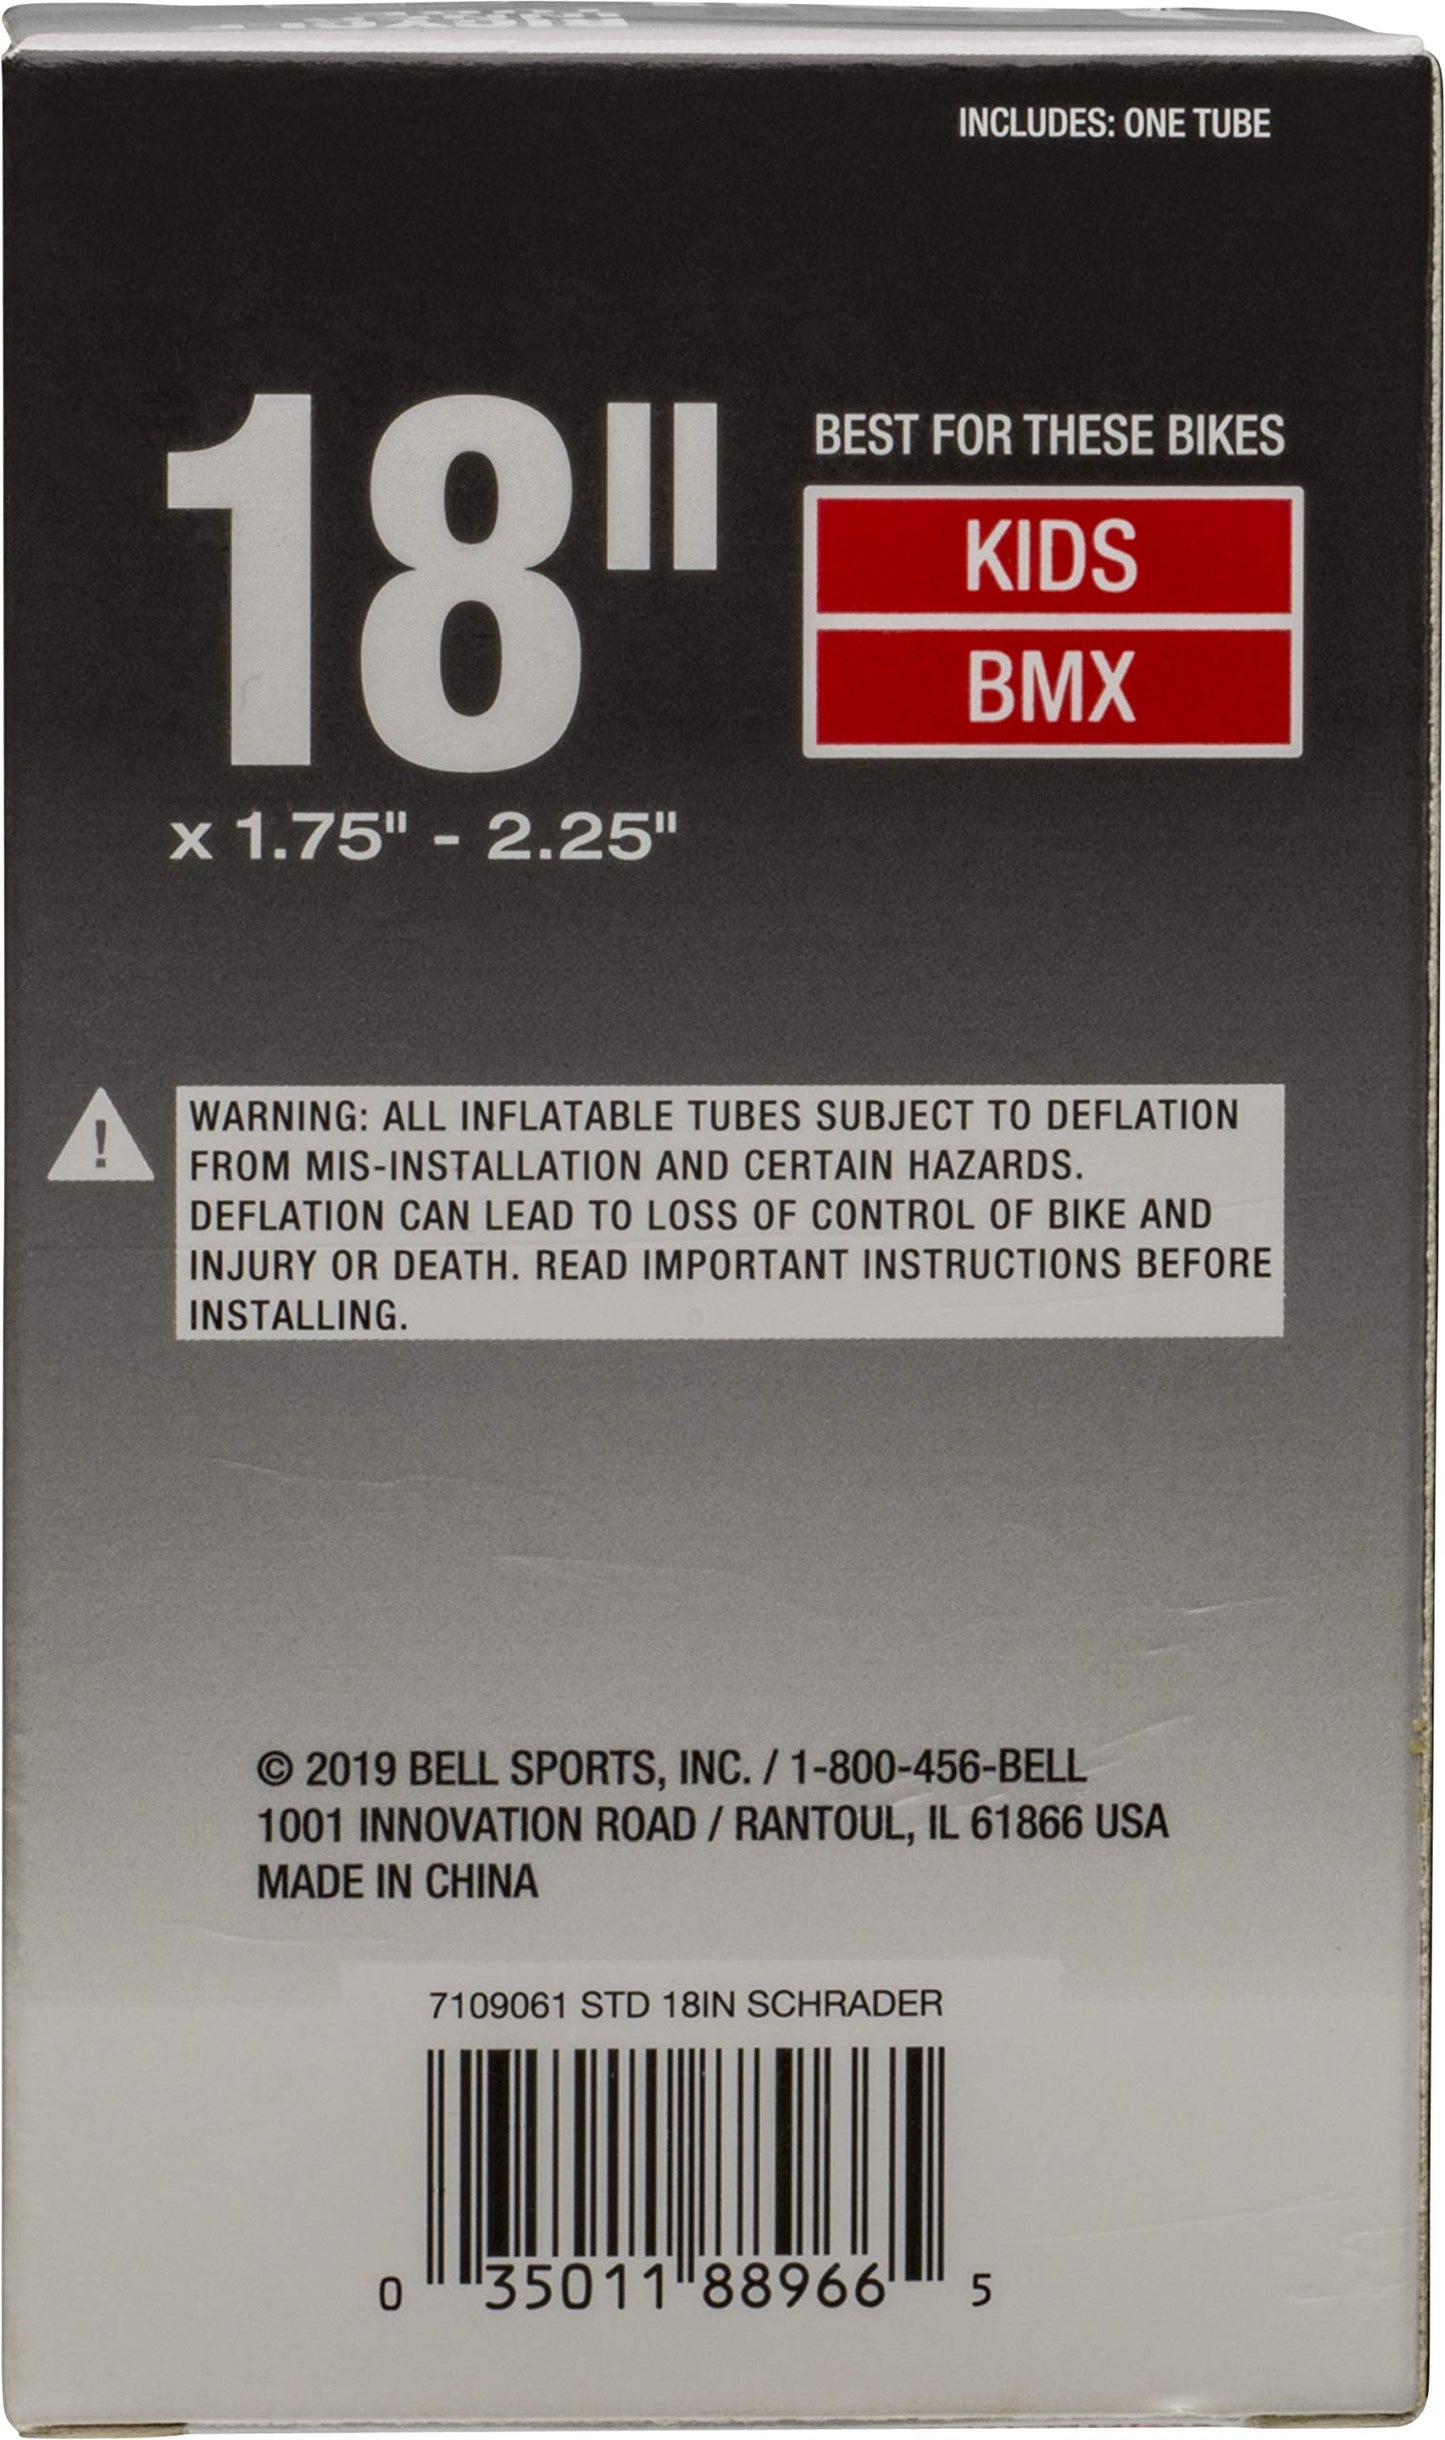 INCLUDES: ONE TUBE
18"
x 1.75" - 2.25"
BEST FOR THESE BIKES
KIDS
BMX
!
WARNING: ALL INFLATABLE TUBES SUBJECT TO DEFLATION
FROM MIS-INSTALLATION AND CERTAIN HAZARDS.
DEFLATION CAN LEAD TO LOSS OF CONTROL OF BIKE AND
INJURY OR DEATH. READ IMPORTANT INSTRUCTIONS BEFORE
INSTALLING.
© 2019 BELL SPORTS, INC. / 1-800-456-BELL
1001 INNOVATION ROAD / RANTOUL, IL 61866 USA
MADE IN CHINA
7109061 STD 18IN SCHRADER
0 35011 88966 5